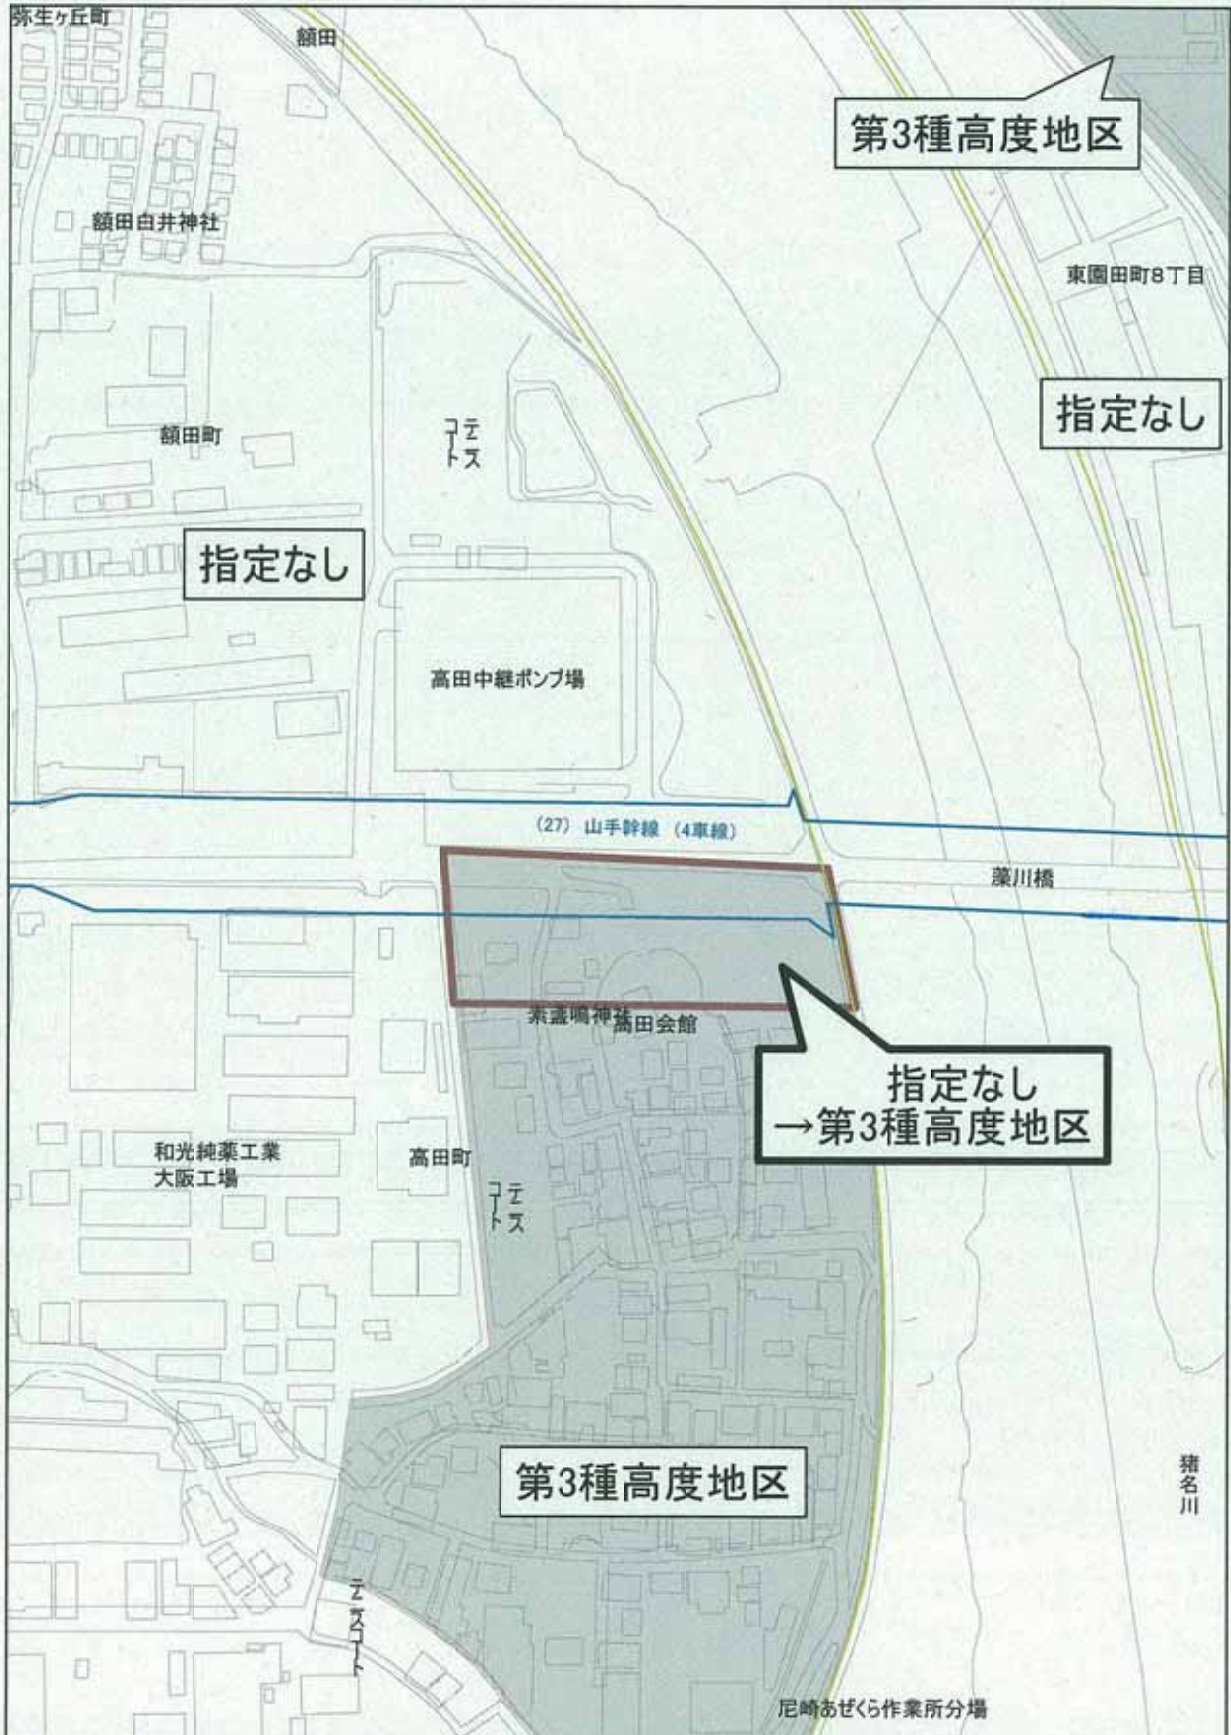 弥生ヶ丘町
額田
第3種高度地区
額田白井神社
東園田町8丁目
指定なし
額田町
テニス
コート
指定なし
高田中継ポンプ場
(27) 山手幹線 (4車線)
藻川橋
素盞嗚神社
高田会館
指定なし
→第3種高度地区
和光純薬工業
大阪工場
高田町
テニス
コート
第3種高度地区
猪名川
テニスコート
尼崎あぜくら作業所分場